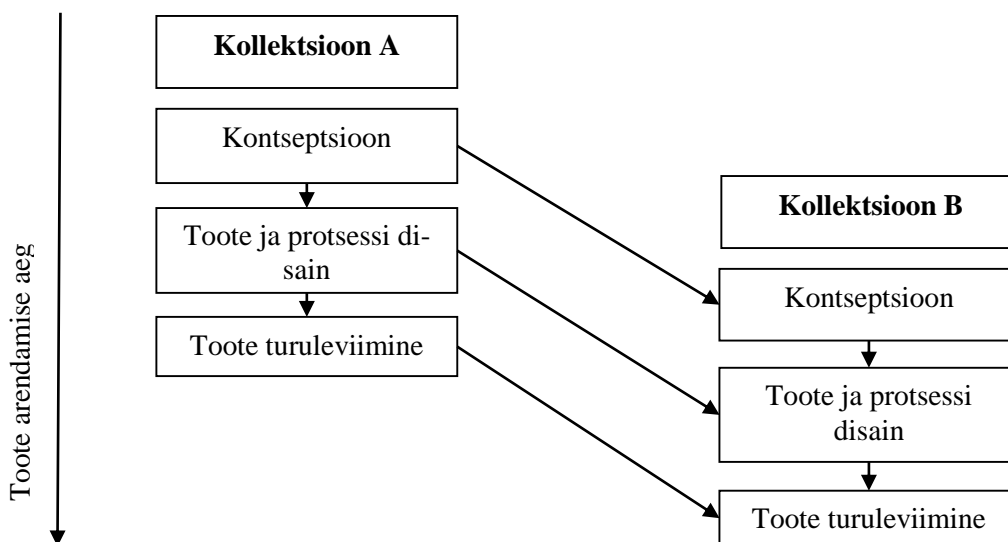 Kollektsioon A
Kontseptsioon
Toote ja protsessi di-
sain
Toote turuleviimine
Kollektsioon B
Kontseptsioon
Toote ja protsessi
disain
Toote turuleviimine
Toote arendamise aeg